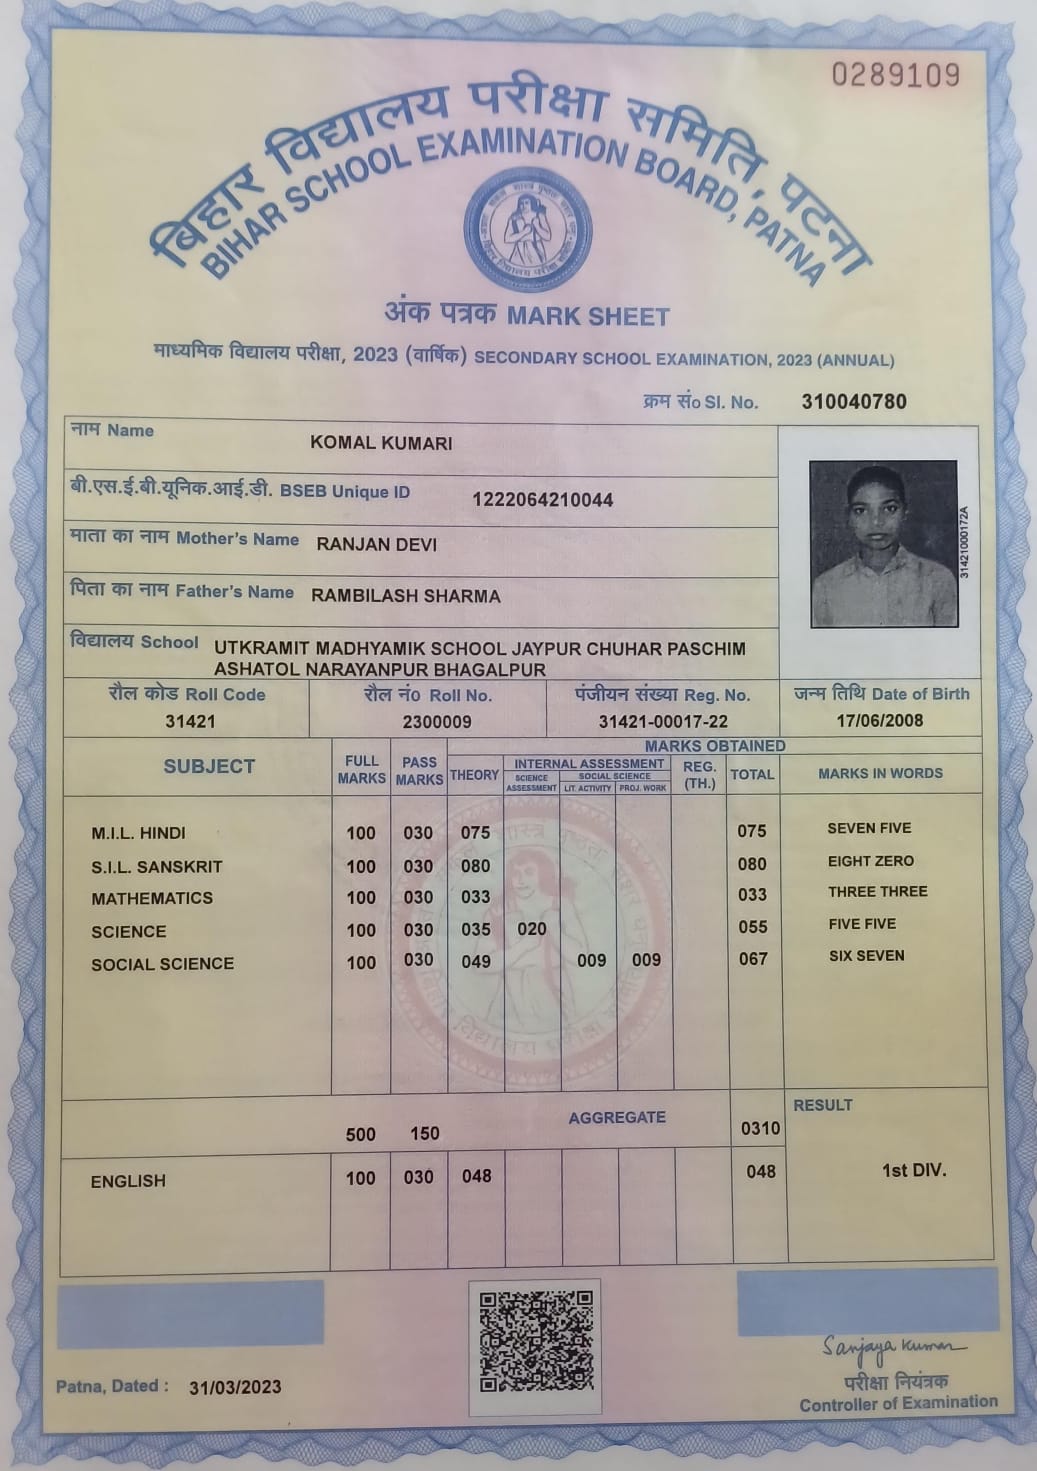 0289109
बिहार विद्यालय परीक्षा समिति, पटना
BIHAR SCHOOL EXAMINATION BOARD, PATNA
अंक पत्रक MARK SHEET
माध्यमिक विद्यालय परीक्षा, 2023 (वार्षिक) SECONDARY SCHOOL EXAMINATION, 2023 (ANNUAL)
क्रम सं० Sl. No. 310040780
नाम Name KOMAL KUMARI
बी.एस.ई.बी.यूनिक.आई.डी. BSEB Unique ID 1222064210044
माता का नाम Mother's Name RANJAN DEVI
31421000172A
पिता का नाम Father's Name RAMBILASH SHARMA
विद्यालय School UTKRAMIT MADHYAMIK SCHOOL JAYPUR CHUHAR PASCHIM
ASHATOL NARAYANPUR BHAGALPUR
रौल कोड Roll Code रौल नं० Roll No. पंजीयन संख्या Reg. No. जन्म तिथि Date of Birth
31421 2300009 31421-00017-22 17/06/2008
MARKS OBTAINED
SUBJECT FULL MARKS PASS MARKS THEORY INTERNAL ASSESSMENT REG. (TH.) TOTAL MARKS IN WORDS
SCIENCE ASSESSMENT SOCIAL SCIENCE
LIT. ACTIVITY PROJ. WORK
M.I.L. HINDI 100 030 075 075 SEVEN FIVE
S.I.L. SANSKRIT 100 030 080 080 EIGHT ZERO
MATHEMATICS 100 030 033 033 THREE THREE
SCIENCE 100 030 035 020 055 FIVE FIVE
SOCIAL SCIENCE 100 030 049 009 009 067 SIX SEVEN
500 150 AGGREGATE 0310 RESULT
ENGLISH 100 030 048 048 1st DIV.
Sanjaya Kumar
Patna, Dated : 31/03/2023
परीक्षा नियंत्रक
Controller of Examination